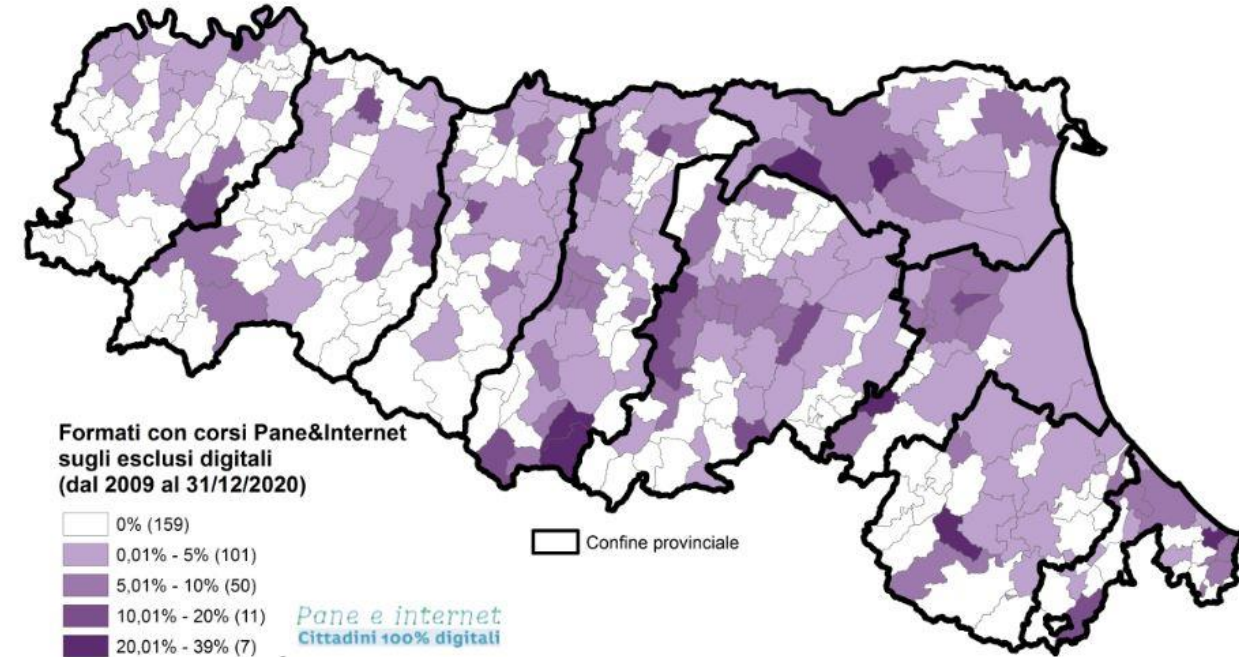 Formati con corsi Pane&Internet
sugli esclusi digitali
(dal 2009 al 31/12/2020)
0% (159)
0,01% - 5% (101)
5,01% - 10% (50)
10,01% - 20% (11)
20,01% - 39% (7)
Confine provinciale
Pane e internet
Cittadini 100% digitali